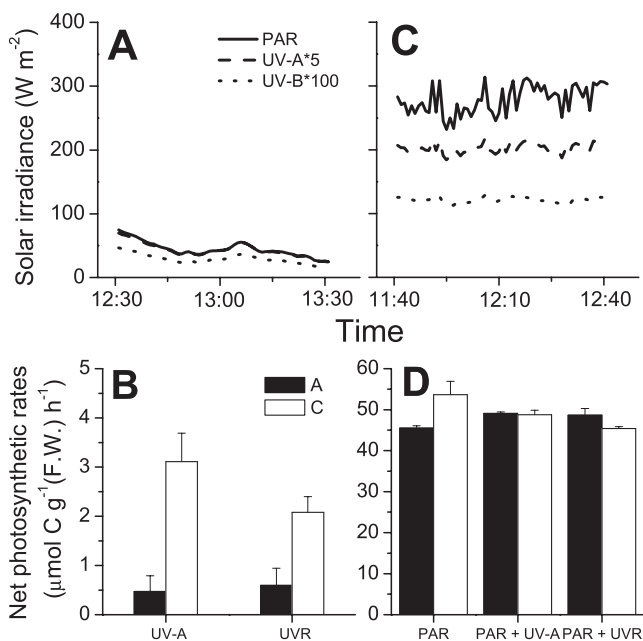 Solar irradiance (W m⁻²)
400
300
200
100
0
A
PAR
UV-A*5
UV-B*100
12:30
13:00
13:30
C
11:40
12:10
12:40
Time
Net photosynthetic rates
(μmol C g⁻¹(F.W.) h⁻¹)
5
4
3
2
1
0
B
A
C
UV-A
UVR
60
50
40
30
20
10
0
D
PAR
PAR + UV-A
PAR + UVR